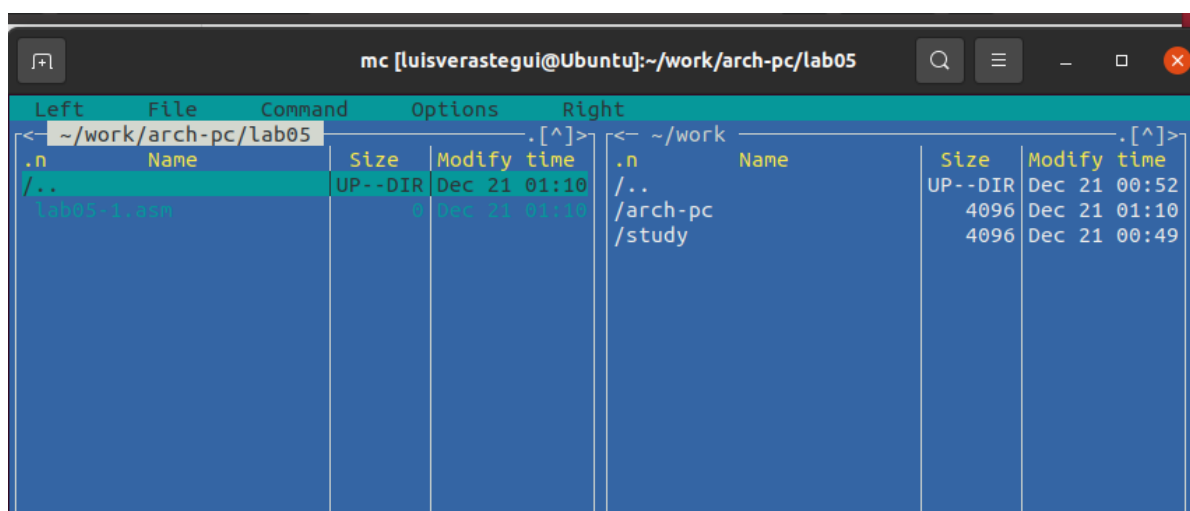 mc [luisverastegui@Ubuntu]:~/work/arch-pc/lab05
Left File Command Options Right
<─ ~/work/arch-pc/lab05 ─.[^]>
.n Name Size Modify time
/.. UP--DIR Dec 21 01:10
lab05-1.asm 0 Dec 21 01:10
<─ ~/work ─.[^]>
.n Name Size Modify time
/.. UP--DIR Dec 21 00:52
/arch-pc 4096 Dec 21 01:10
/study 4096 Dec 21 00:49